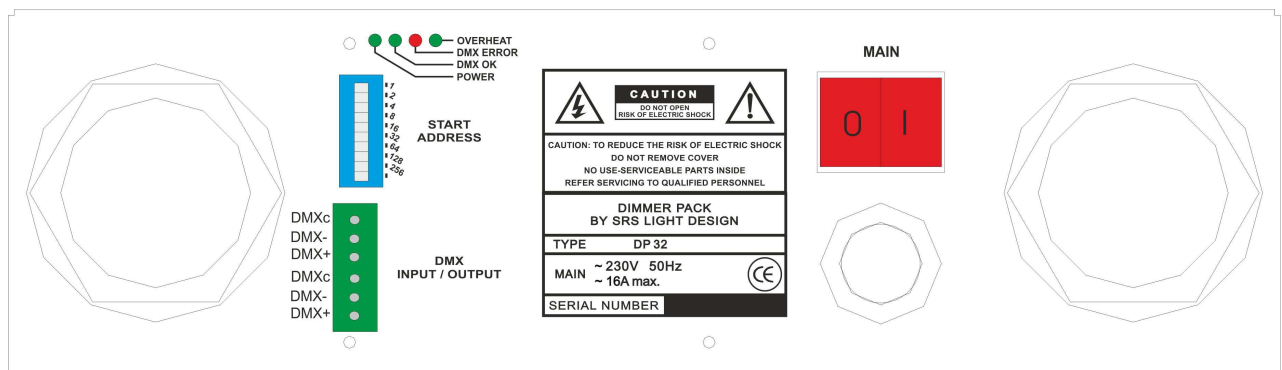 OVERHEAT
DMX ERROR
DMX OK
POWER
1
2
4
8
16
32
64
128
256
START
ADDRESS
DMXc
DMX-
DMX+
DMXc
DMX-
DMX+
DMX
INPUT / OUTPUT
CAUTION
DO NOT OPEN
RISK OF ELECTRIC SHOCK
CAUTION: TO REDUCE THE RISK OF ELECTRIC SHOCK
DO NOT REMOVE COVER
NO USE-SERVICEABLE PARTS INSIDE
REFER SERVICING TO QUALIFIED PERSONNEL
DIMMER PACK
BY SRS LIGHT DESIGN
TYPE DP 32
MAIN ~ 230V 50Hz
~ 16A max.
CE
SERIAL NUMBER
MAIN
0 I